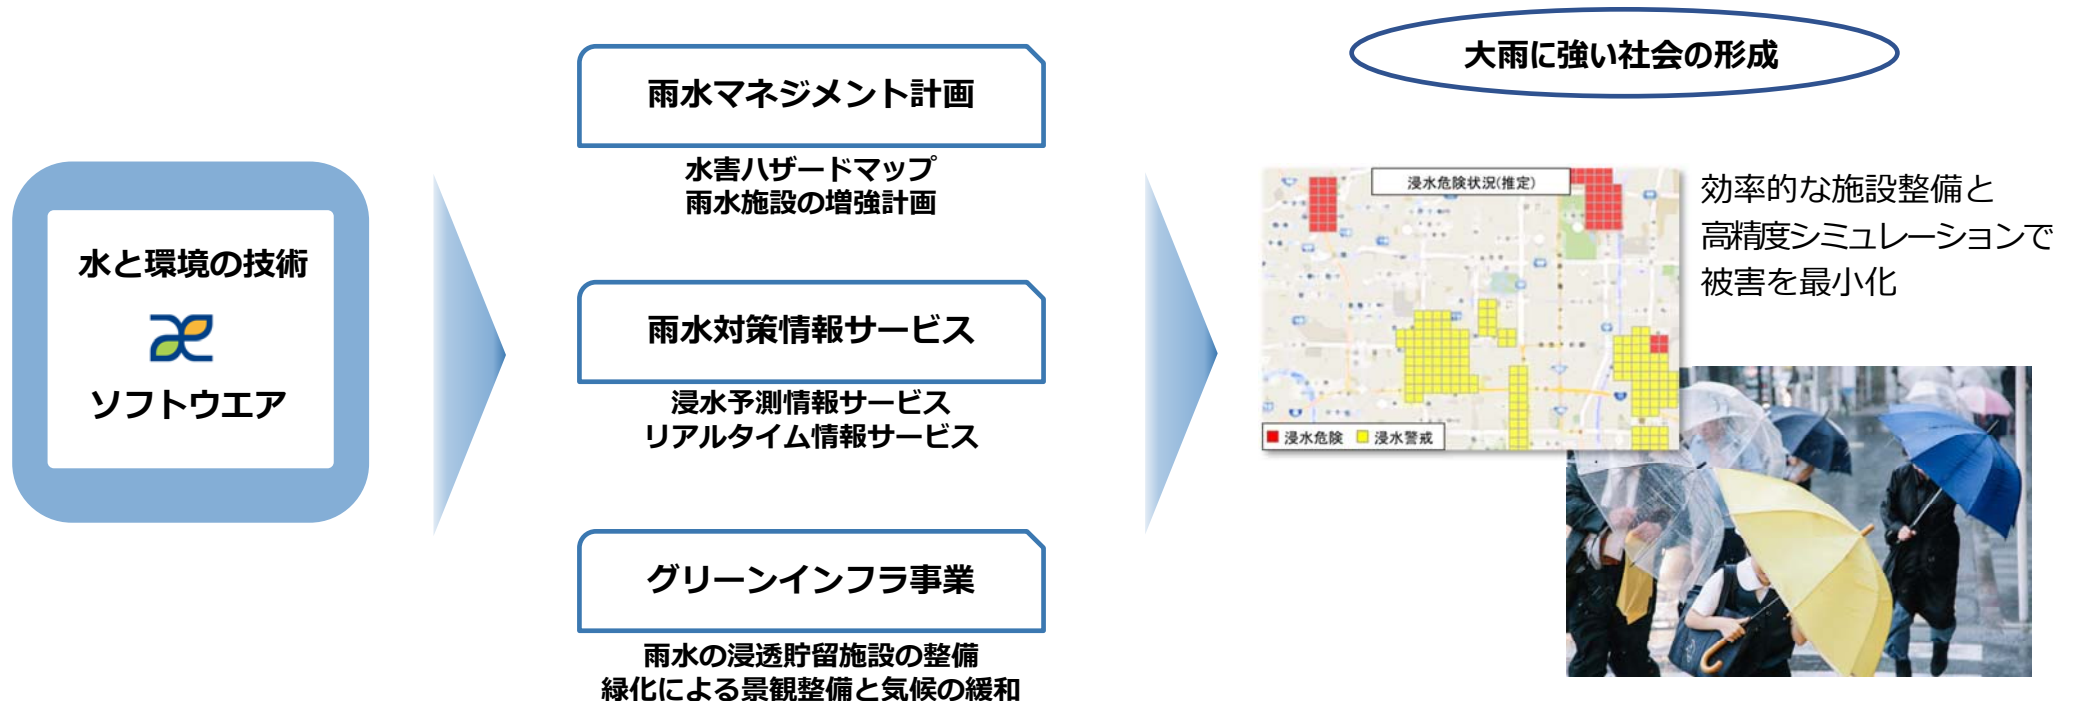 水と環境の技術
ソフトウエア
雨水マネジメント計画
水害ハザードマップ
雨水施設の増強計画
雨水対策情報サービス
浸水予測情報サービス
リアルタイム情報サービス
グリーンインフラ事業
雨水の浸透貯留施設の整備
緑化による景観整備と気候の緩和
大雨に強い社会の形成
浸水危険状況(推定)
浸水危険 浸水警戒
効率的な施設整備と
高精度シミュレーションで
被害を最小化